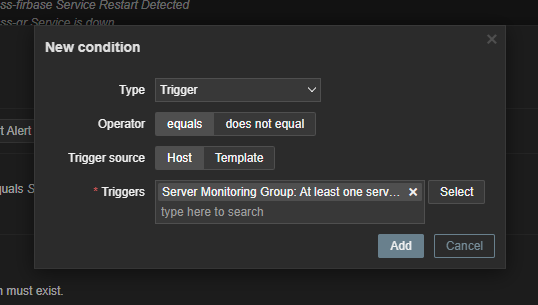 ss-firbase Service Restart Detected
ss-qr Service is down
New condition
Type Trigger
Operator equals does not equal
t Alert
Trigger source Host Template
quals S
* Triggers Server Monitoring Group: At least one serv... Select
type here to search
Add Cancel
n must exist.